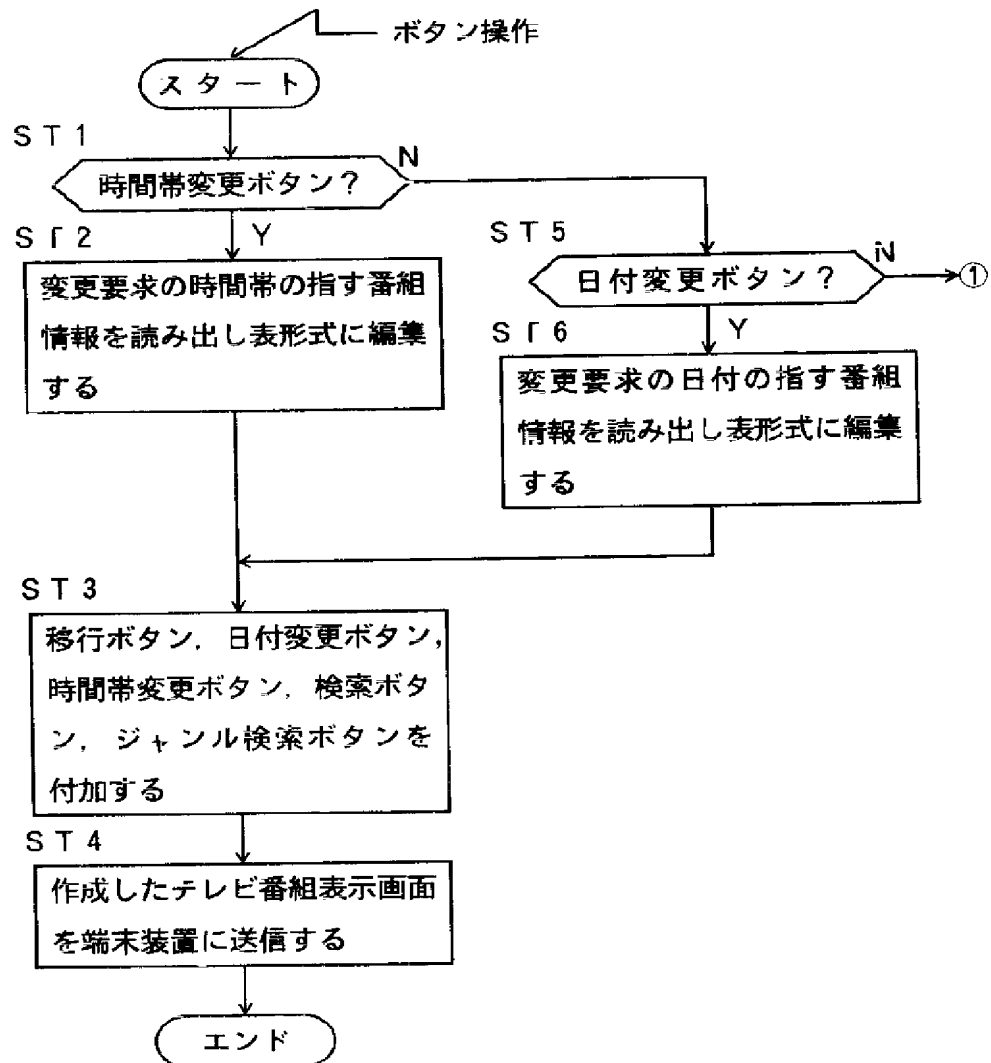 ボタン操作
スタート
ST1
時間帯変更ボタン?
N
Y
ST2
変更要求の時間帯の指す番組
情報を読み出し表形式に編集
する
ST5
日付変更ボタン?
N
①
Y
ST6
変更要求の日付の指す番組
情報を読み出し表形式に編集
する
ST3
移行ボタン,日付変更ボタン,
時間帯変更ボタン,検索ボタ
ン,ジャンル検索ボタンを
付加する
ST4
作成したテレビ番組表示画面
を端末装置に送信する
エンド